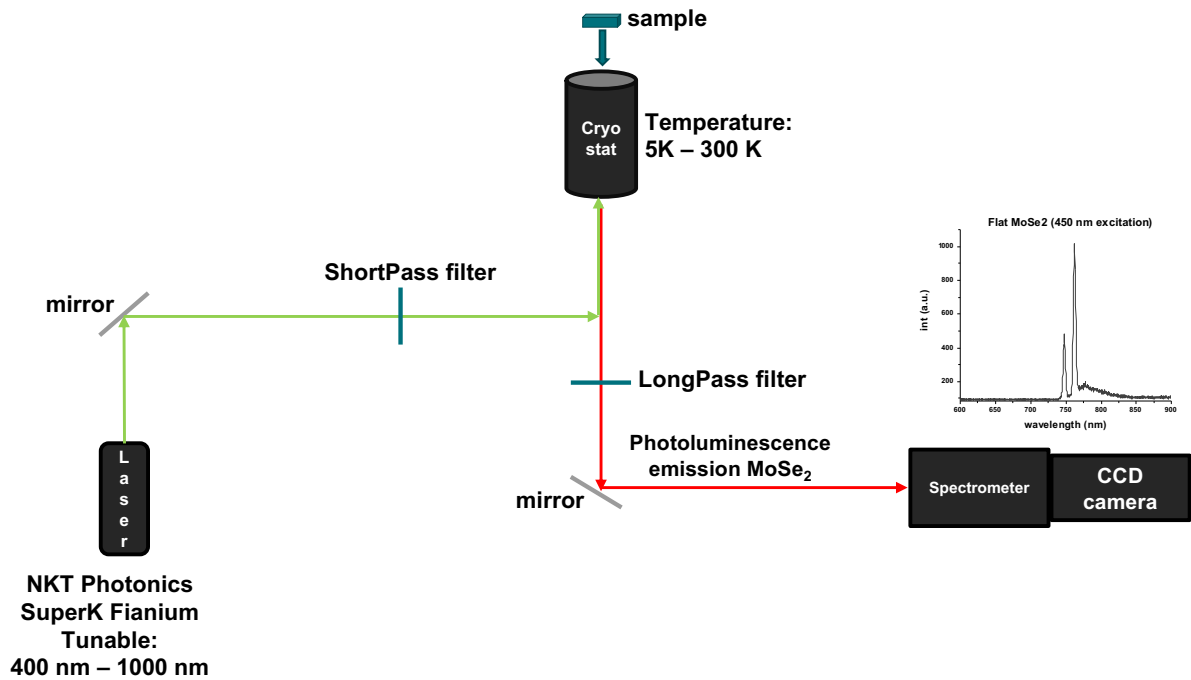 sample
Cryo
stat
Temperature:
5K – 300 K
Flat MoSe2 (450 nm excitation)
1000
800
600
400
200
int (a.u.)
600 650 700 750 800 850 900
wavelength (nm)
ShortPass filter
mirror
LongPass filter
Photoluminescence
emission MoSe₂
mirror
Spectrometer
CCD
camera
L
a
s
e
r
NKT Photonics
SuperK Fianium
Tunable:
400 nm – 1000 nm